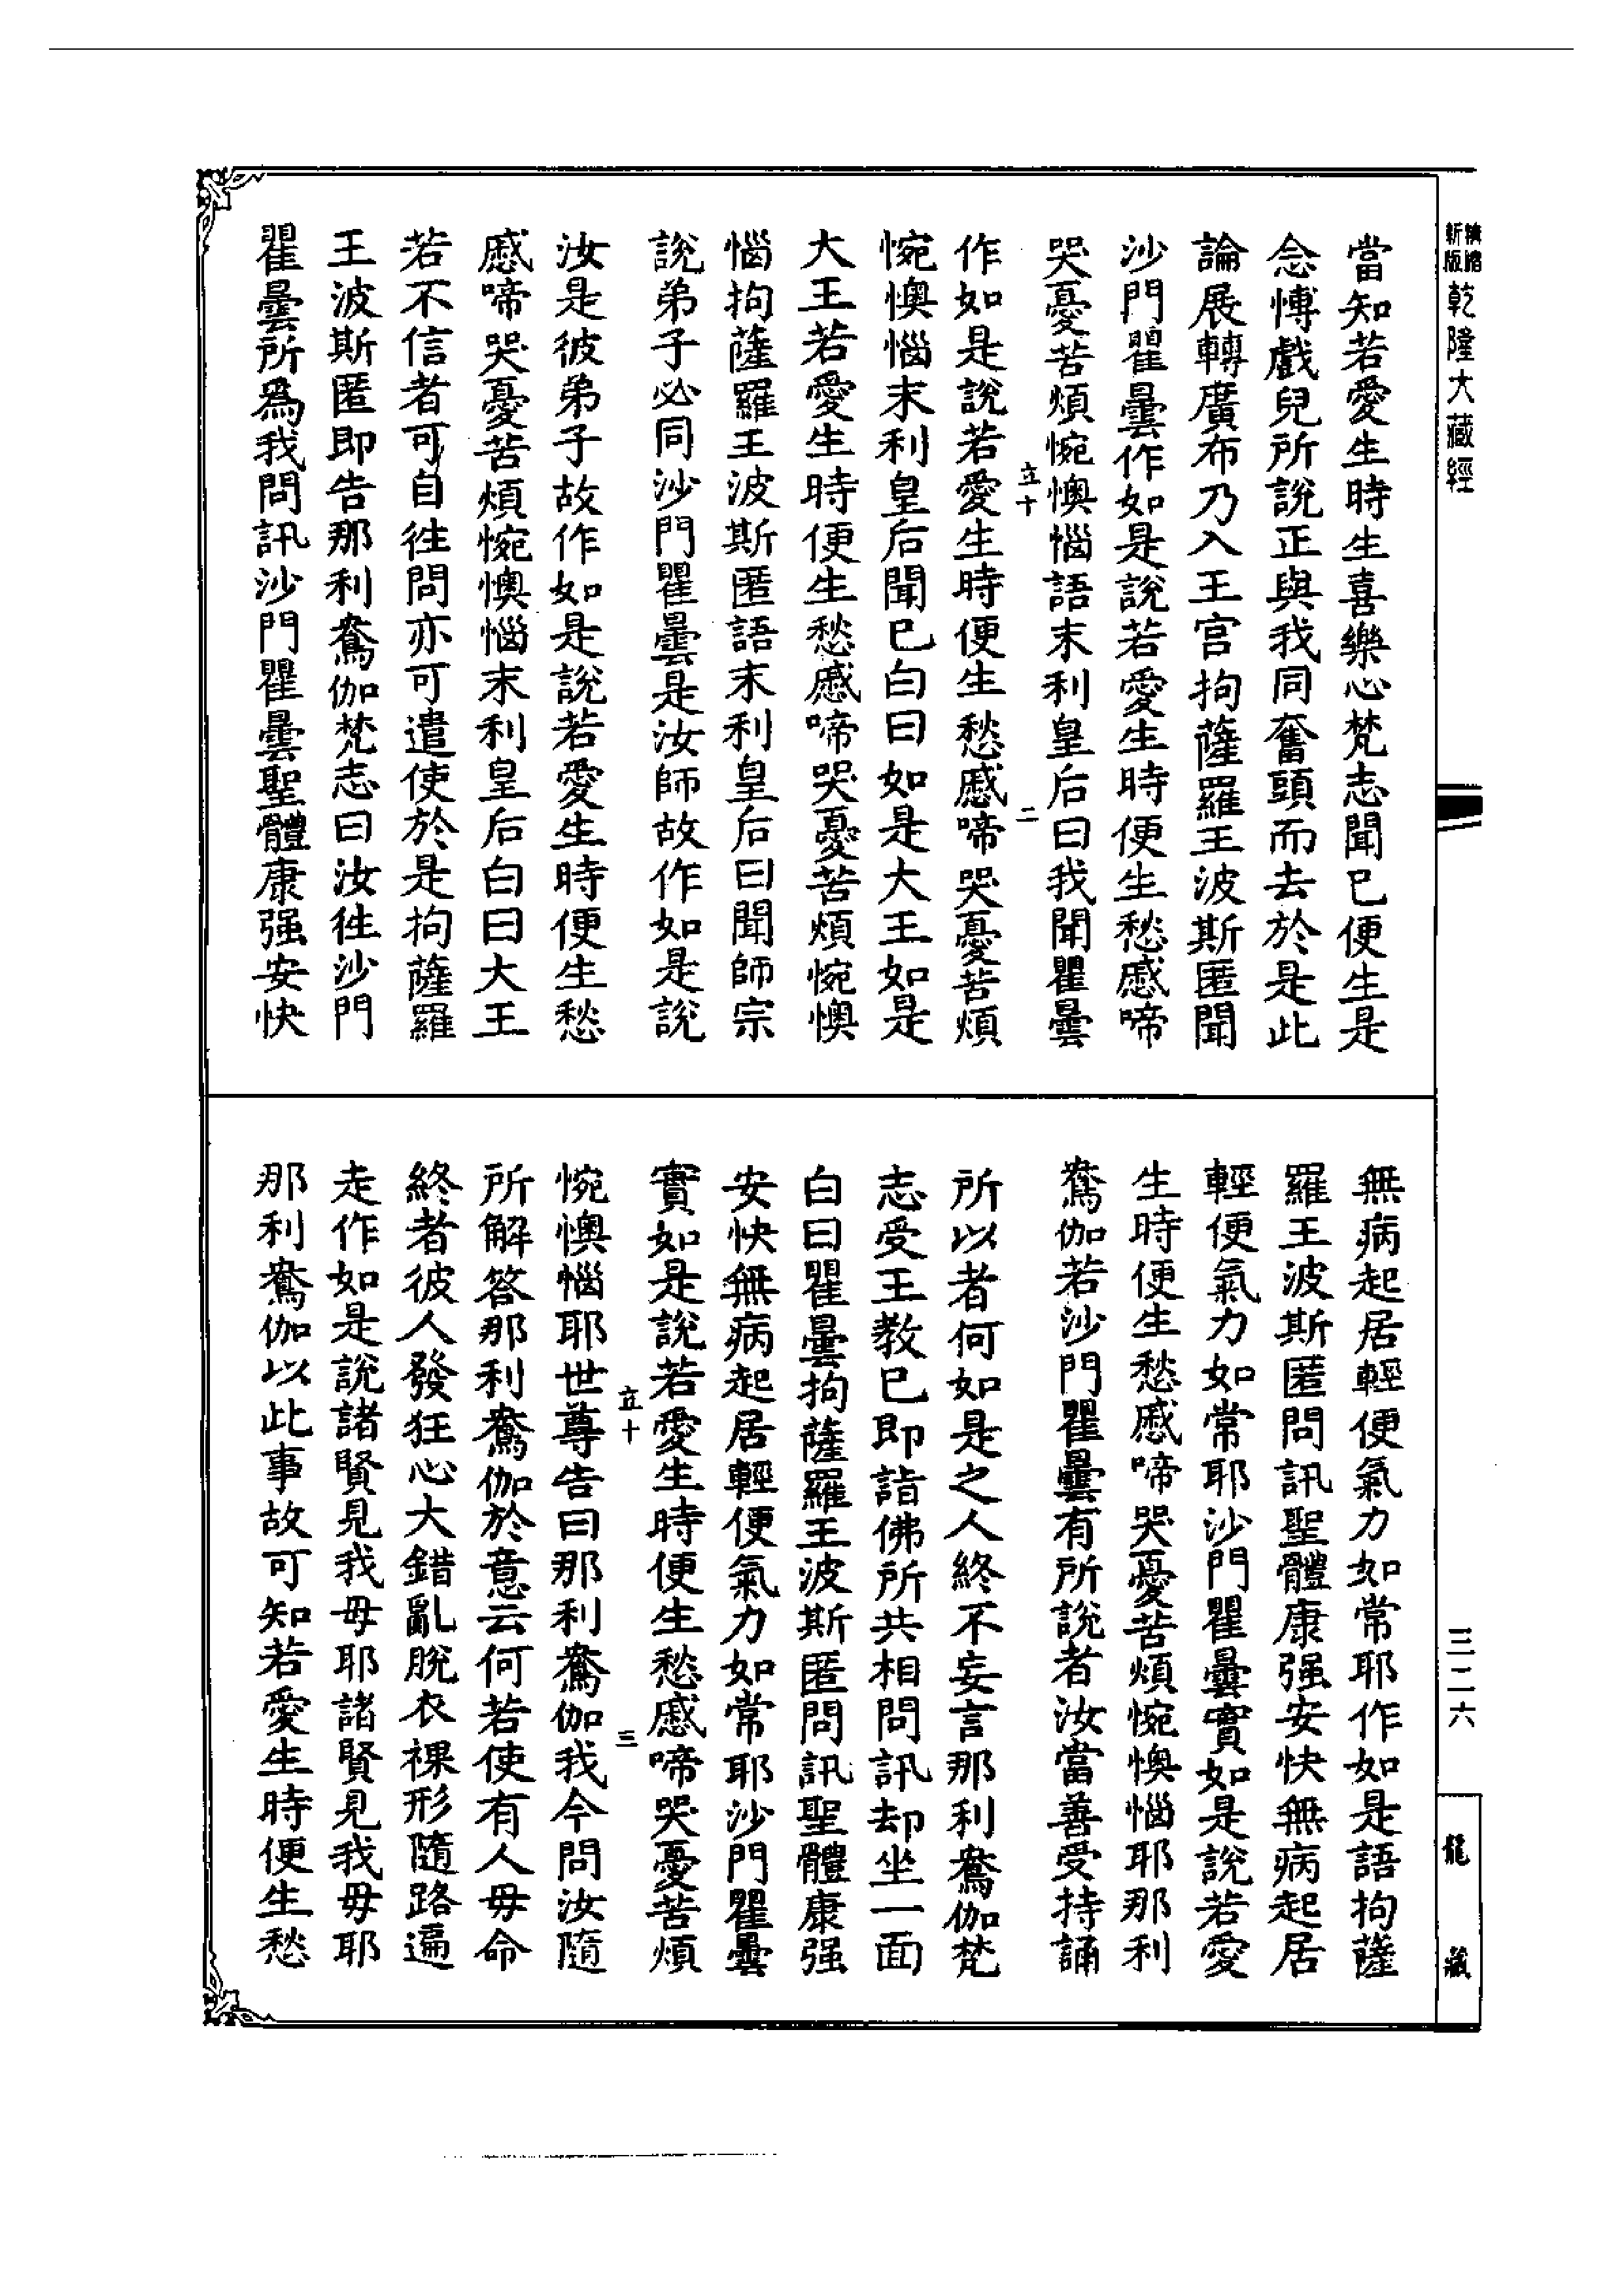 新版精縮乾隆大藏經
三二六
龍藏
當知若愛生時生喜樂心梵志聞已便生是
念慱戲兒所說正與我同奮頭而去於是此
論展轉廣布乃入王宮拘薩羅王波斯匿聞
沙門瞿曇作如是說若愛生時便生愁慼啼
哭憂苦煩惋懊惱語末利皇后曰我聞瞿曇
立十 二
作如是說若愛生時便生愁慼啼哭憂苦煩
惋懊惱末利皇后聞已白曰如是大王如是
大王若愛生時便生愁慼啼哭憂苦煩惋懊
惱拘薩羅王波斯匿語末利皇后曰聞師宗
說弟子必同沙門瞿曇是汝師故作如是說
汝是彼弟子故作如是說若愛生時便生愁
慼啼哭憂苦煩惋懊惱末利皇后白曰大王
若不信者可自往問亦可遣使於是拘薩羅
王波斯匿即告那利鴦伽梵志曰汝往沙門
瞿曇所爲我問訊沙門瞿曇聖體康强安快
無病起居輕便氣力如常耶作如是語拘薩
羅王波斯匿問訊聖體康强安快無病起居
輕便氣力如常耶沙門瞿曇實如是說若愛
生時便生愁慼啼哭憂苦煩惋懊惱耶那利
鴦伽若沙門瞿曇有所說者汝當善受持誦
所以者何如是之人終不妄言那利鴦伽梵
志受王教已即詣佛所共相問訊却坐一面
白曰瞿曇拘薩羅王波斯匿問訊聖體康强
安快無病起居輕便氣力如常耶沙門瞿曇
實如是說若愛生時便生愁慼啼哭憂苦煩
立十 三
惋懊惱耶世尊告曰那利鴦伽我今問汝隨
所解答那利鴦伽於意云何若使有人毋命
終者彼人發狂心大錯亂脫衣裸形隨路遍
走作如是說諸賢見我毋耶諸賢見我毋耶
那利鴦伽以此事故可知若愛生時便生愁